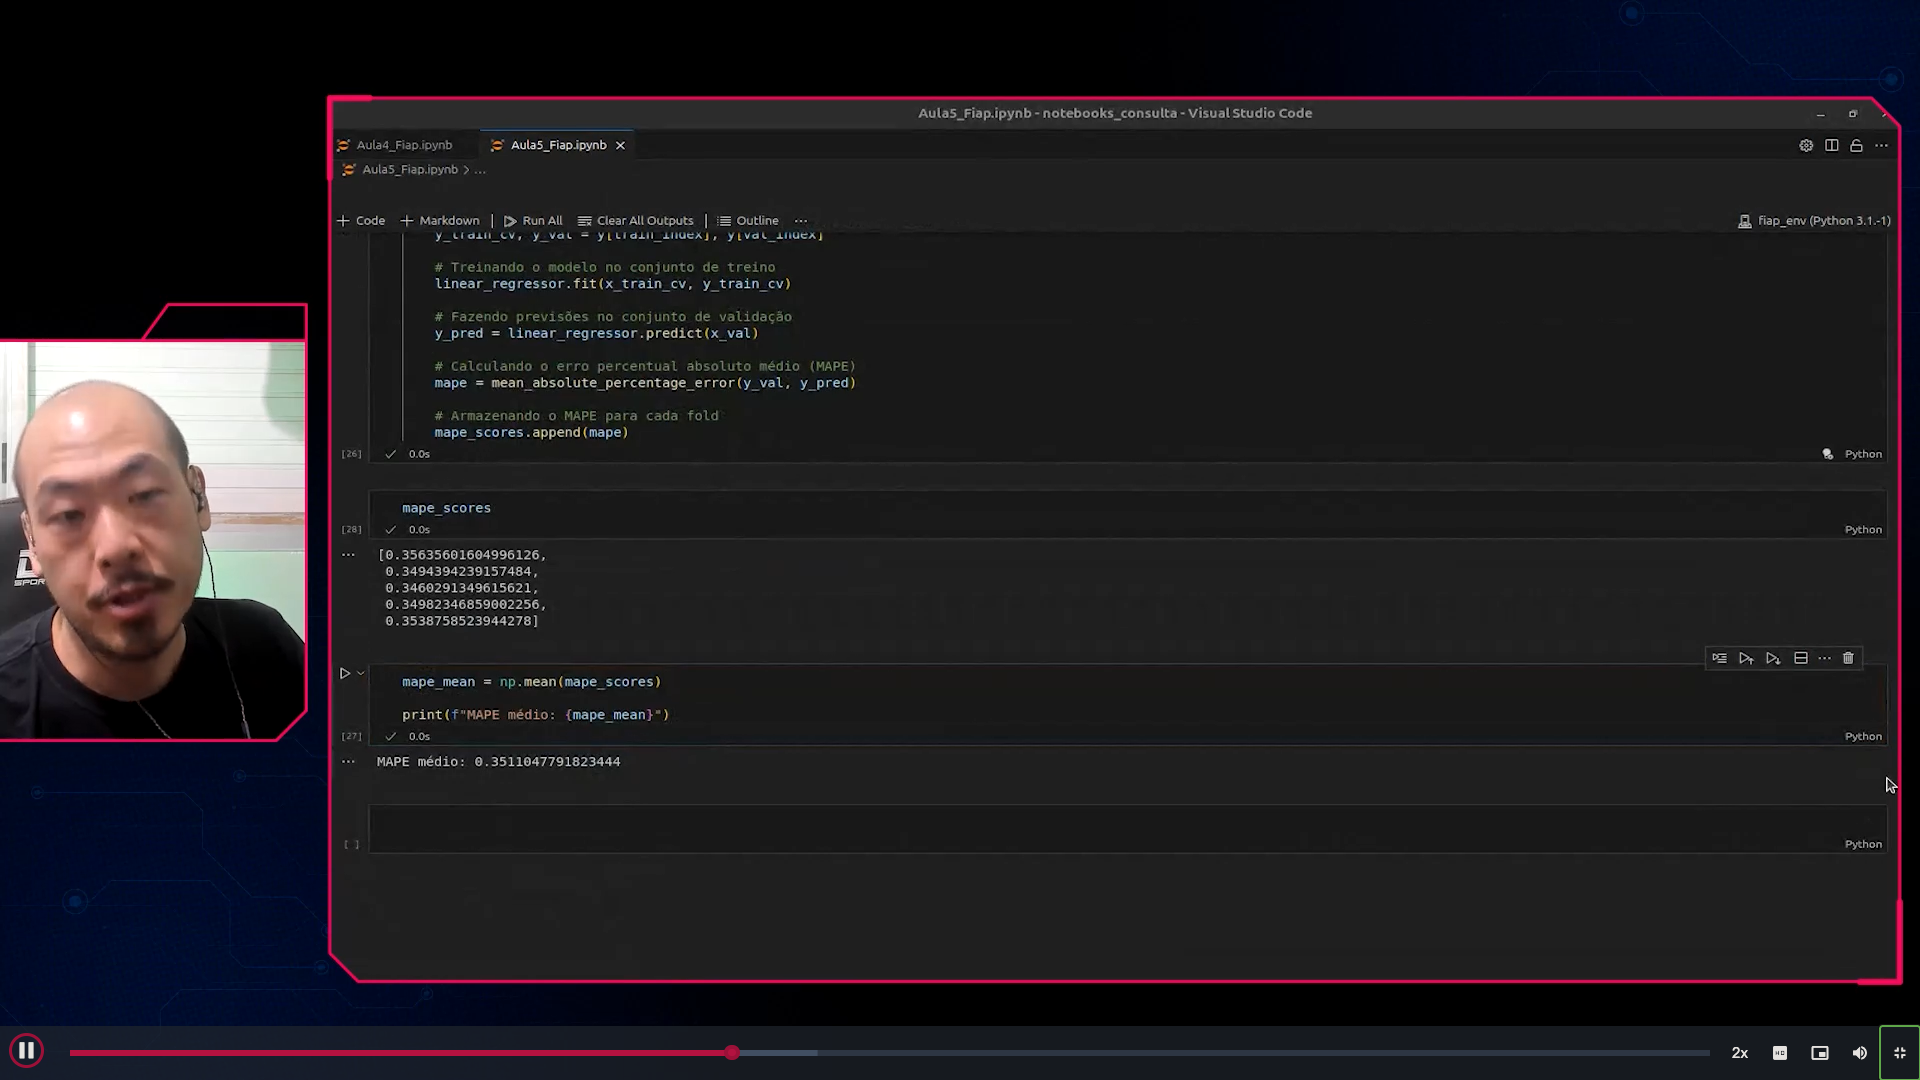 Aula5_Fiap.ipynb - notebooks_consulta - Visual Studio Code
Aula4_Fiap.ipynb
Aula5_Fiap.ipynb
Aula5_Fiap.ipynb > ...
+ Code + Markdown | Run All Clear All Outputs | Outline ...
fiap_env (Python 3.1.-1)
y_train_cv, y_val = y[train_index], y[val_index]
# Treinando o modelo no conjunto de treino
linear_regressor.fit(x_train_cv, y_train_cv)
# Fazendo previsões no conjunto de validação
y_pred = linear_regressor.predict(x_val)
# Calculando o erro percentual absoluto médio (MAPE)
mape = mean_absolute_percentage_error(y_val, y_pred)
# Armazenando o MAPE para cada fold
mape_scores.append(mape)
[26] 0.0s Python
mape_scores
[28] 0.0s Python
[0.35635601604996126,
0.3494394239157484,
0.3460291349615621,
0.34982346859002256,
0.3538758523944278]
mape_mean = np.mean(mape_scores)
print(f"MAPE médio: {mape_mean}")
[27] 0.0s Python
MAPE médio: 0.3511047791823444
[ ] Python
2x
HD